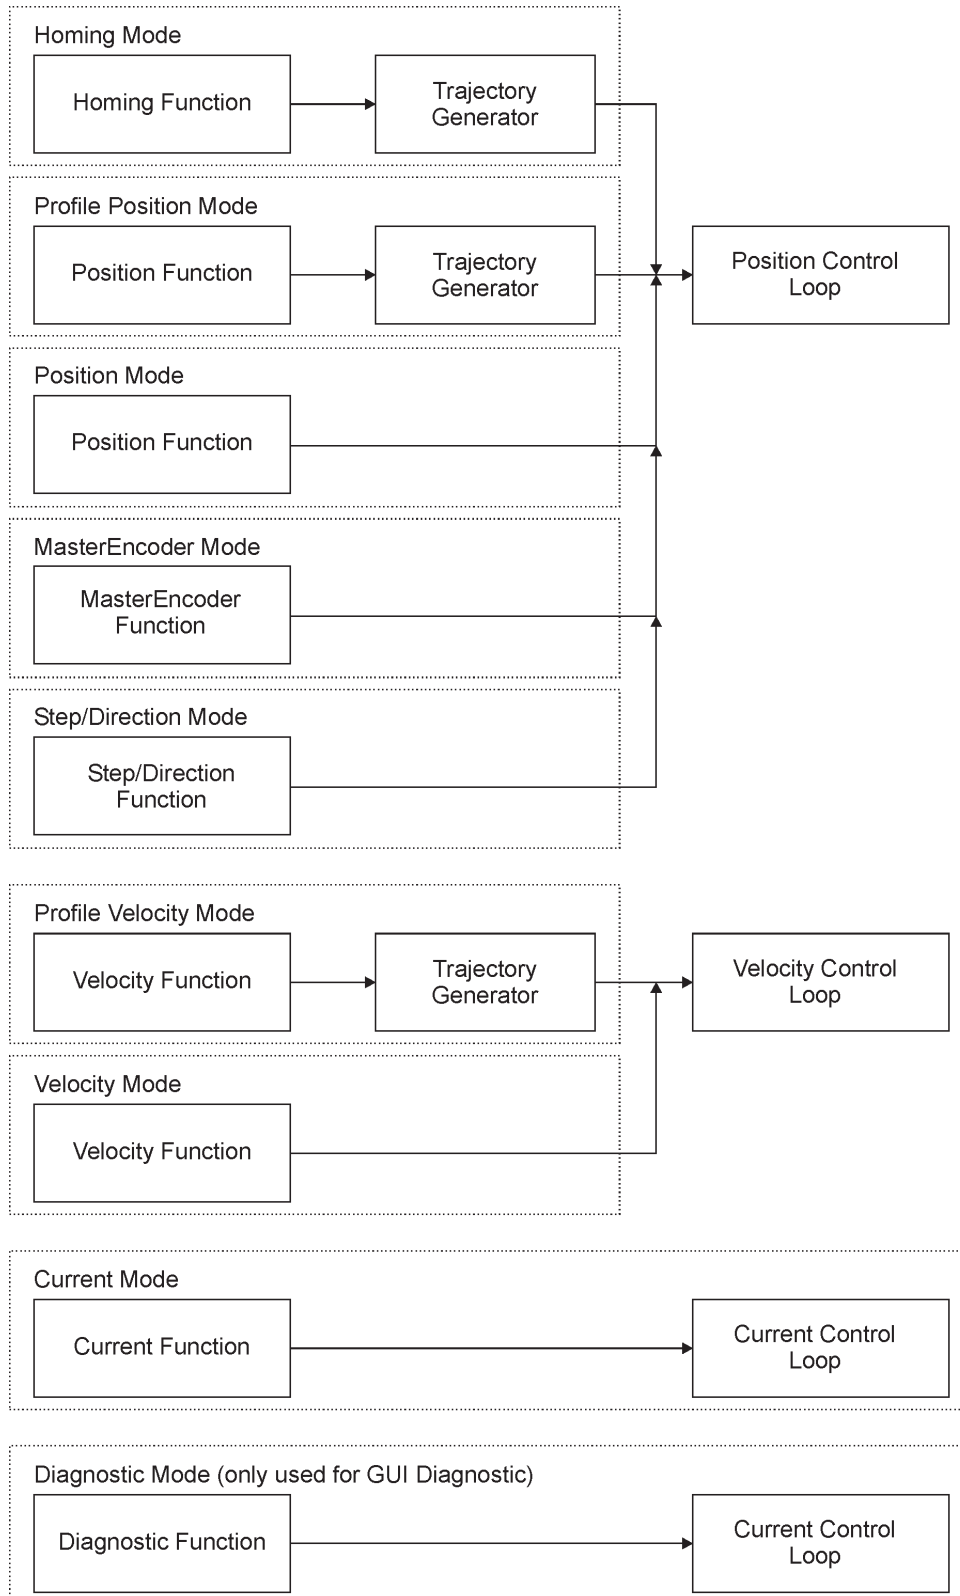 Homing Mode
Homing Function
Trajectory
Generator
Profile Position Mode
Position Function
Trajectory
Generator
Position Control
Loop
Position Mode
Position Function
MasterEncoder Mode
MasterEncoder
Function
Step/Direction Mode
Step/Direction
Function
Profile Velocity Mode
Velocity Function
Trajectory
Generator
Velocity Control
Loop
Velocity Mode
Velocity Function
Current Mode
Current Function
Current Control
Loop
Diagnostic Mode (only used for GUI Diagnostic)
Diagnostic Function
Current Control
Loop